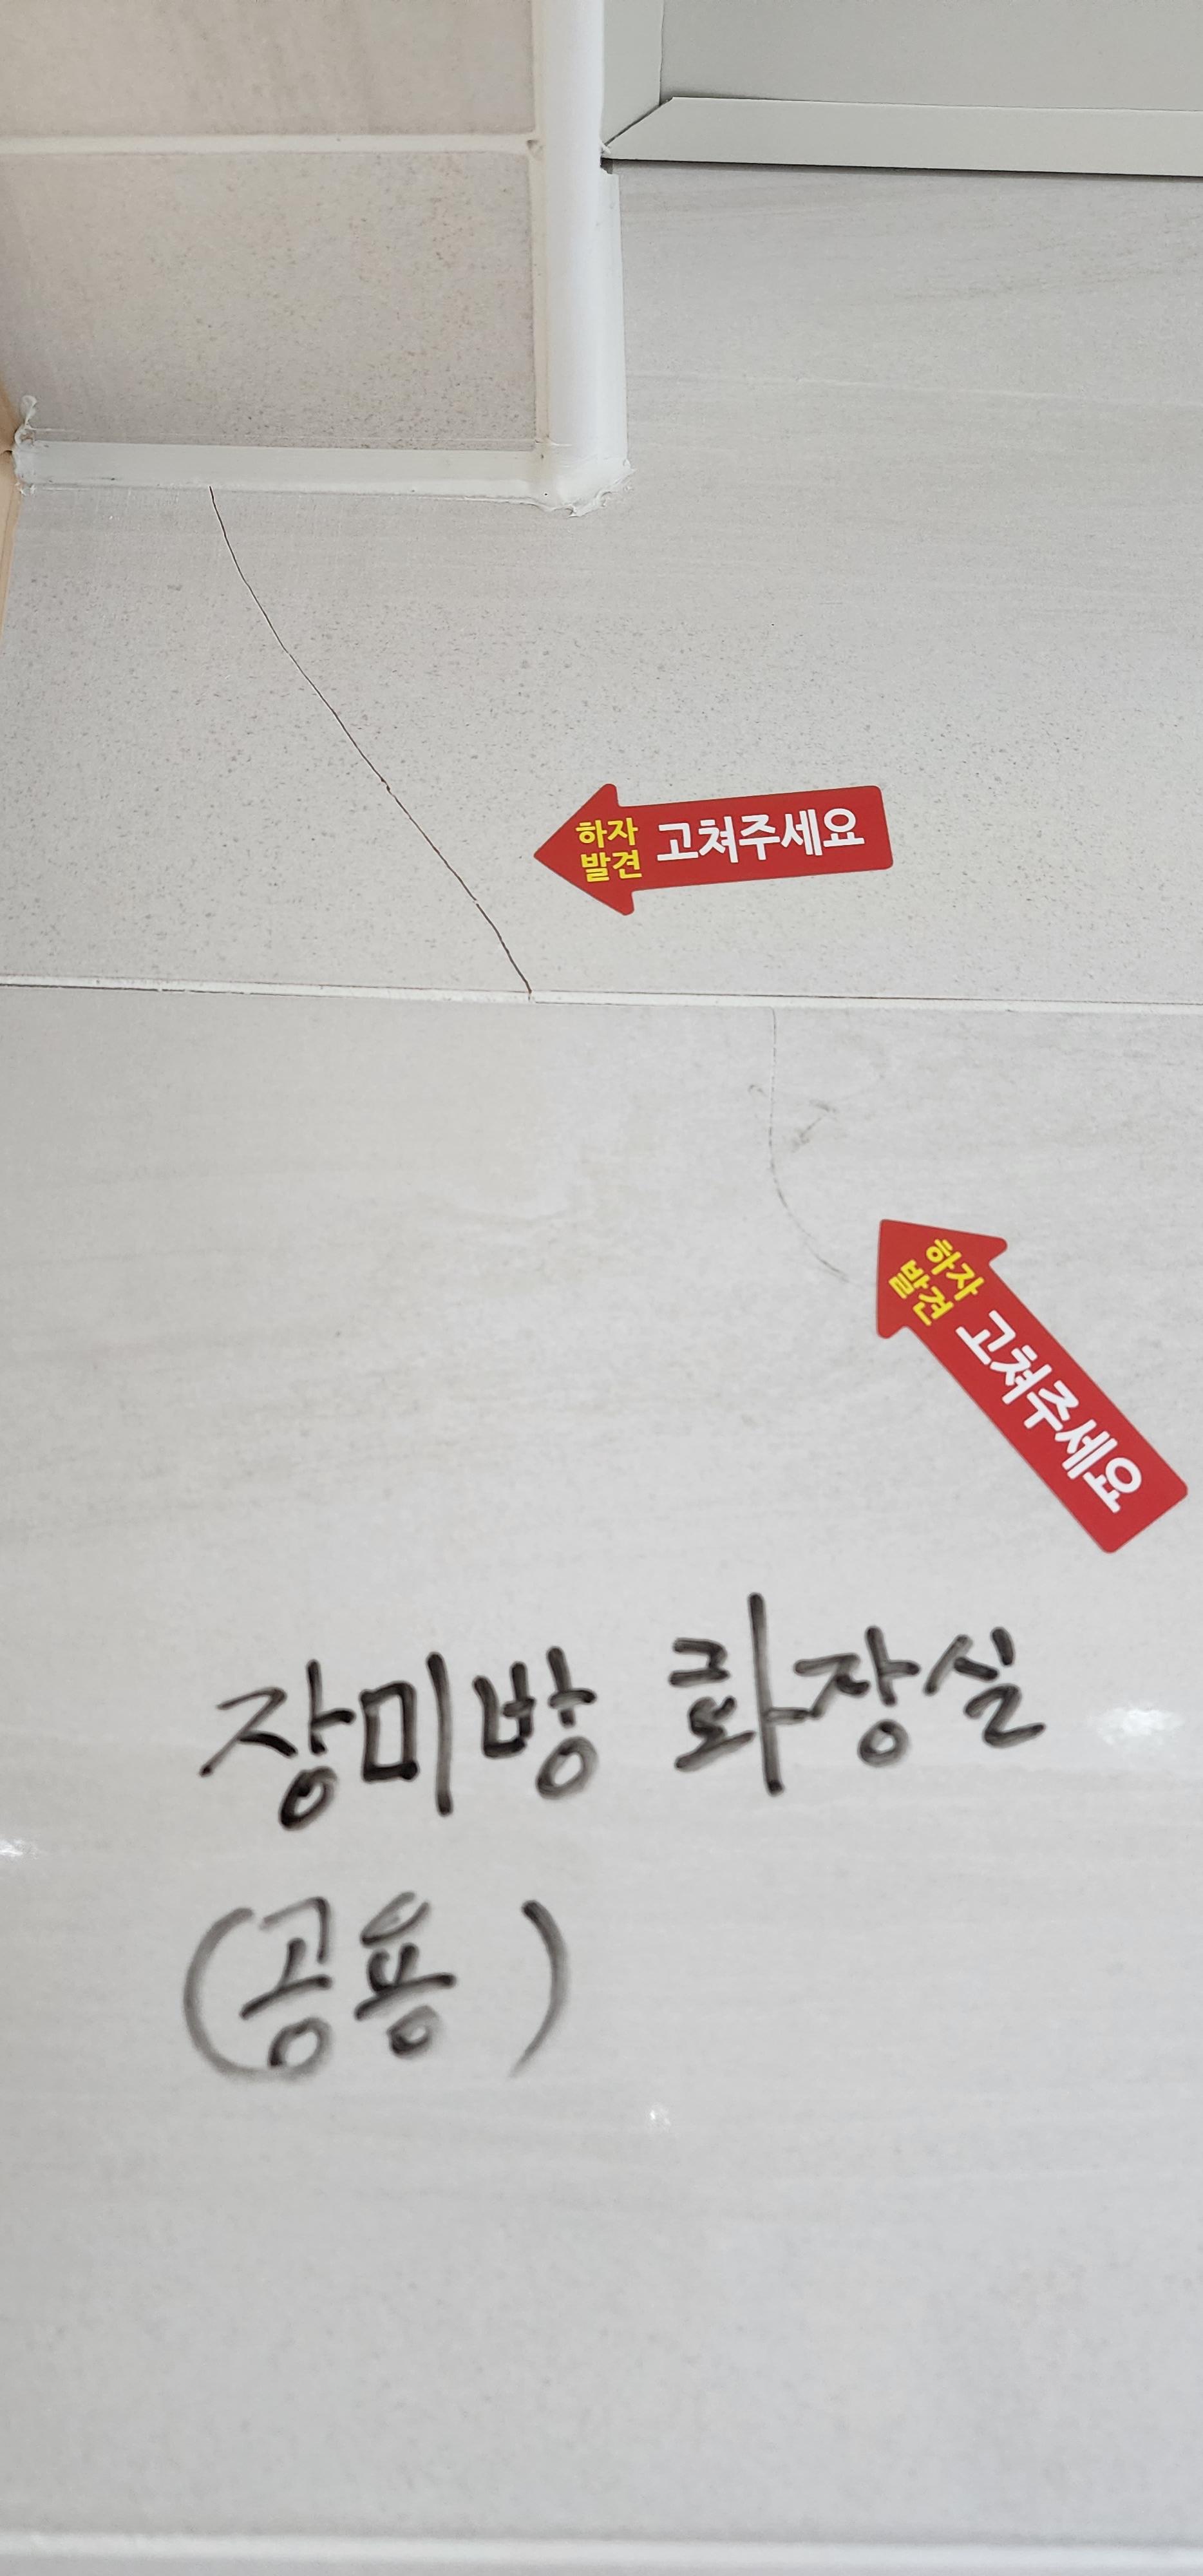 하자
발견
고쳐주세요
하자
발견
고쳐주세요
장미방 화장실
(공용)